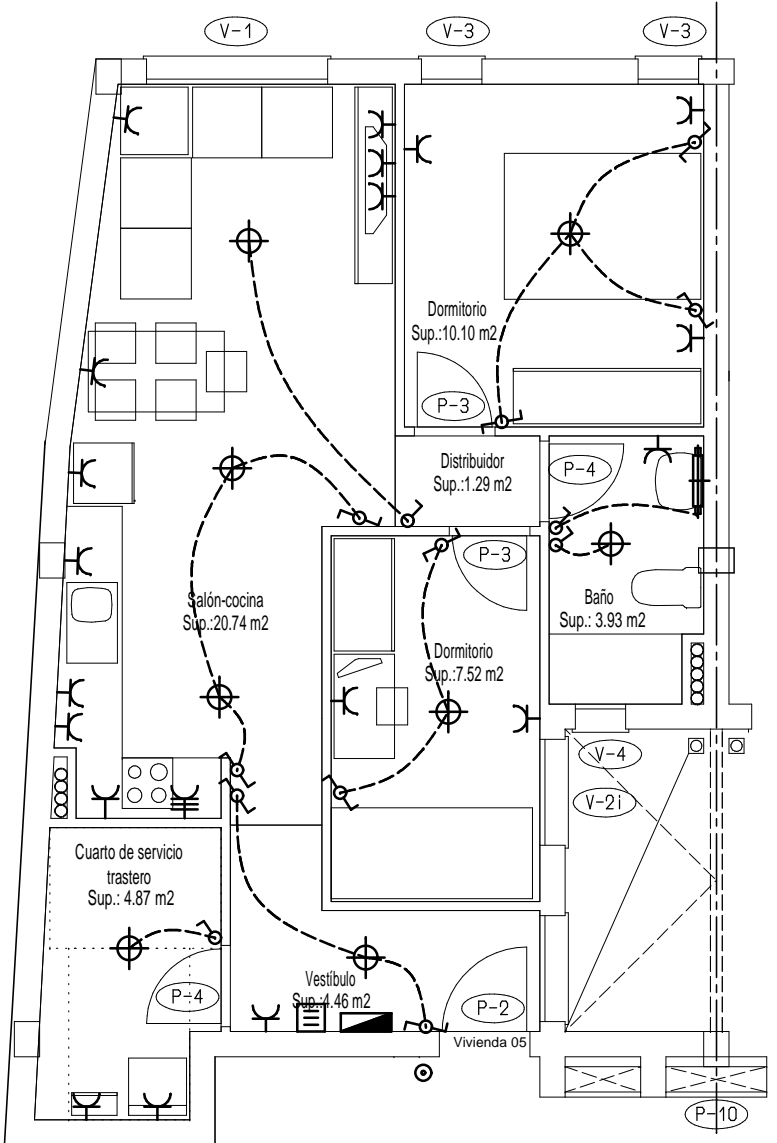 V-1
V-3
V-3
Dormitorio
Sup.:10.10 m2
P-3
Distribuidor
Sup.:1.29 m2
P-4
P-3
Salón-cocina
Sup.:20.74 m2
Baño
Sup.: 3.93 m2
Dormitorio
Sup.:7.52 m2
V-4
V-2i
Cuarto de servicio
trastero
Sup.: 4.87 m2
Vestíbulo
Sup.:4.46 m2
P-4
P-2
Vivienda 05
P-10